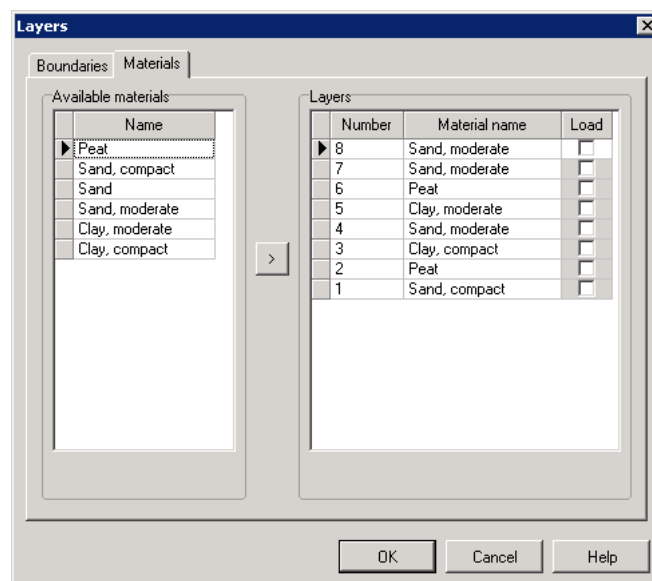 Layers
Boundaries Materials
Available materials
Name
Peat
Sand, compact
Sand
Sand, moderate
Clay, moderate
Clay, compact
>
Layers
Number Material name Load
8 Sand, moderate
7 Sand, moderate
6 Peat
5 Clay, moderate
4 Sand, moderate
3 Clay, compact
2 Peat
1 Sand, compact
OK Cancel Help